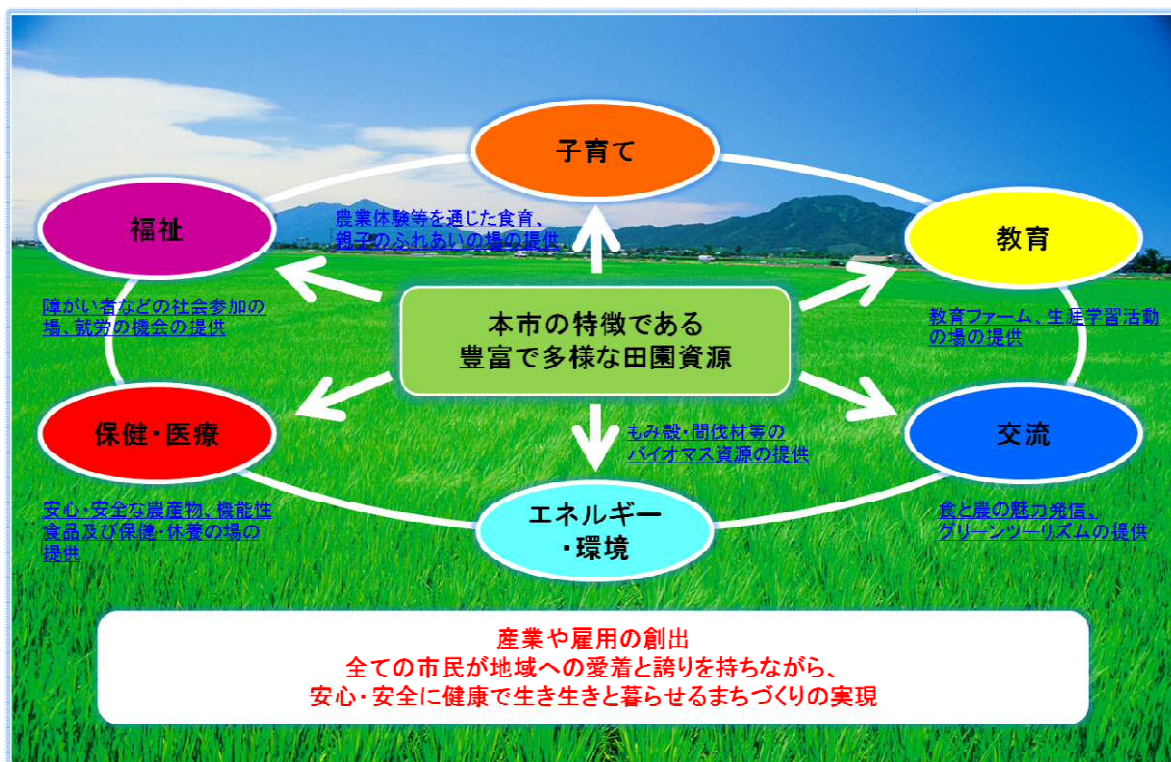 子育て
福祉
農業体験等を通じた食育、
親子のふれあいの場の提供
教育
障がい者などの社会参加の
場、就労の機会の提供
本市の特徴である
豊富で多様な田園資源
教育ファーム、生涯学習活動
の場の提供
保健・医療
もみ殻・間伐材等の
バイオマス資源の提供
交流
安心・安全な農産物、機能性
食品及び保健・休養の場の
提供
エネルギー
・環境
食と農の魅力発信、
グリーンツーリズムの提供
産業や雇用の創出
全ての市民が地域への愛着と誇りを持ちながら、
安心・安全に健康で生き生きと暮らせるまちづくりの実現